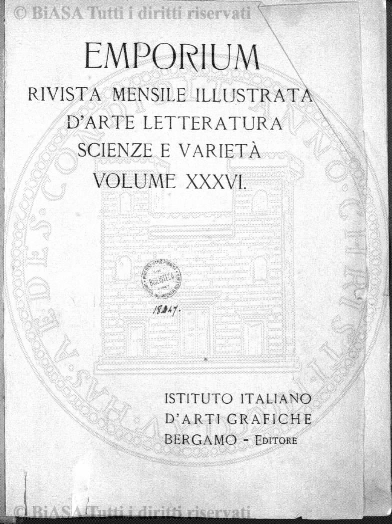 © BiASA Tutti i diritti riservati
EMPORIUM
RIVISTA MENSILE ILLUSTRATA
D'ARTE LETTERATURA
SCIENZE E VARIETÀ
VOLUME XXXVI.
ISTITUTO ITALIANO
D'ARTI GRAFICHE
BERGAMO - EDITORE
© BiASA Tutti i diritti riservati